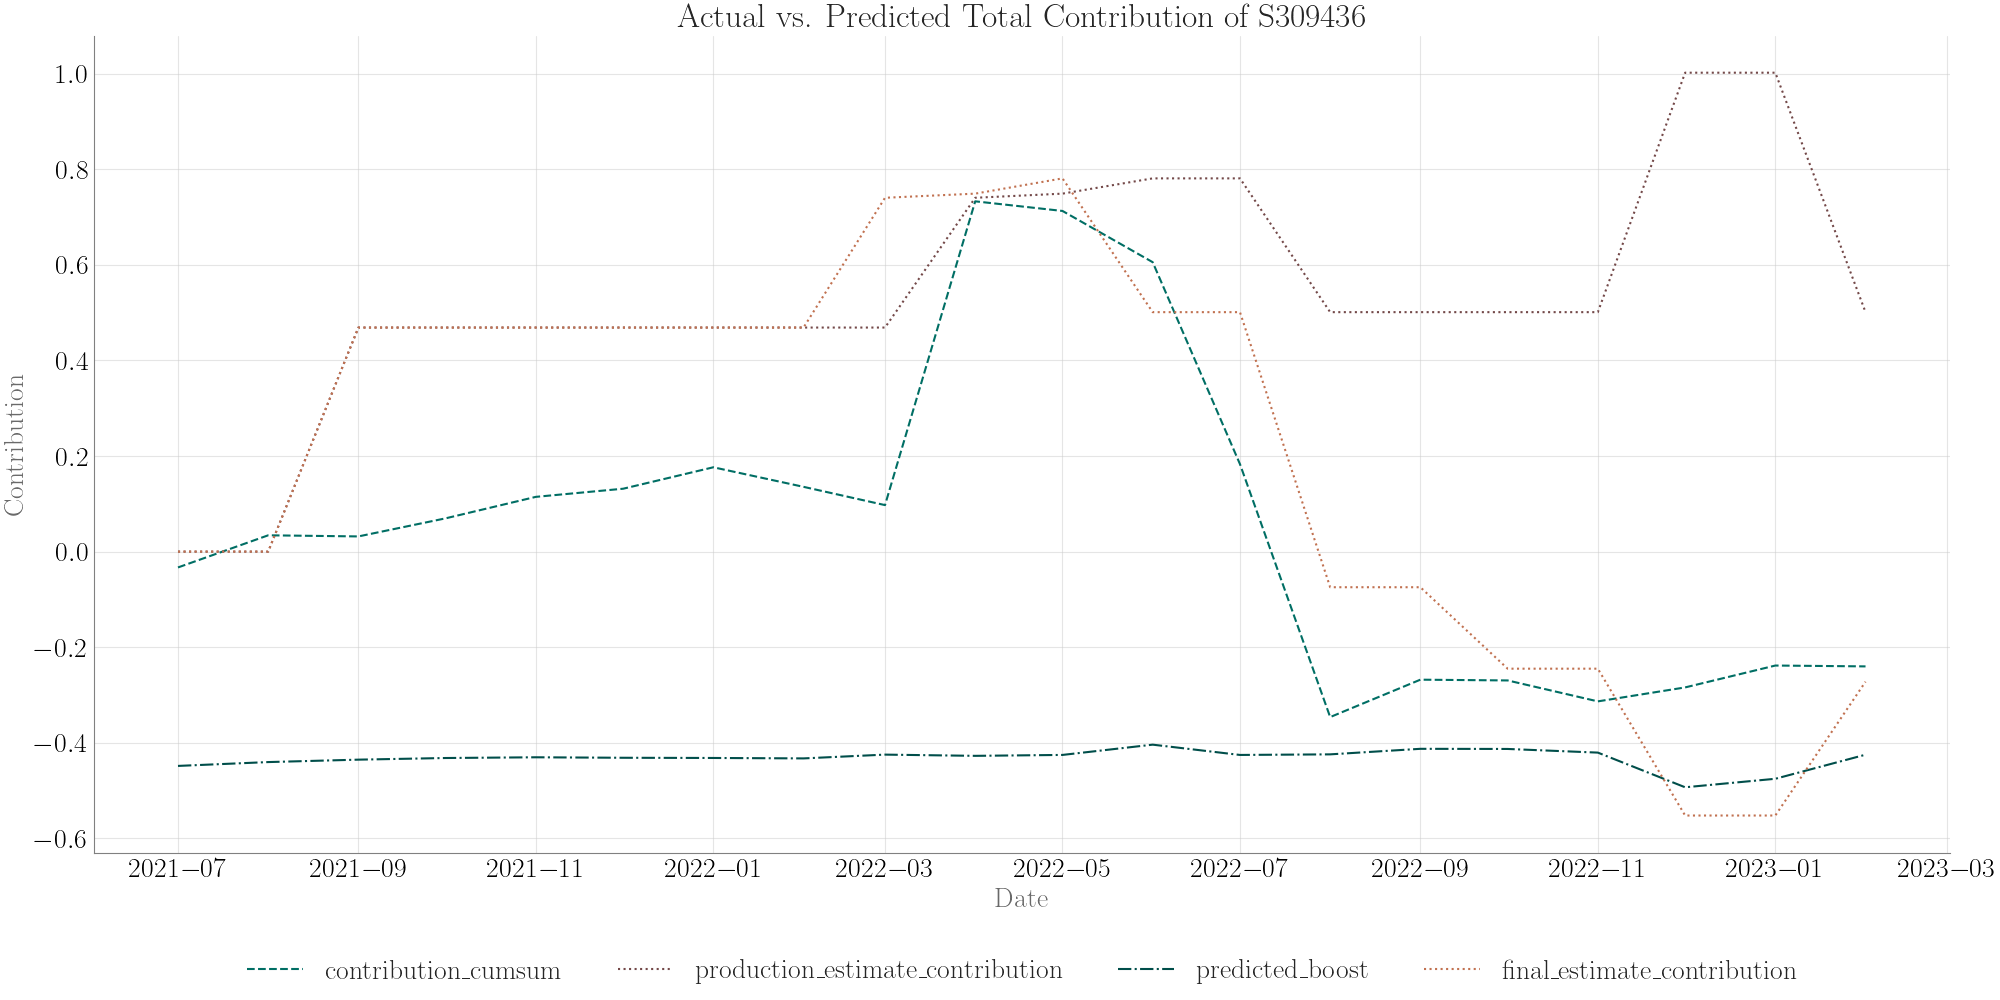 Actual vs. Predicted Total Contribution of S309436
1.0
0.8
0.6
0.4
0.2
0.0
−0.2
−0.4
−0.6
Contribution
2021−07 2021−09 2021−11 2022−01 2022−03 2022−05 2022−07 2022−09 2022−11 2023−01 2023−03
Date
contribution_cumsum production_estimate_contribution predicted_boost final_estimate_contribution